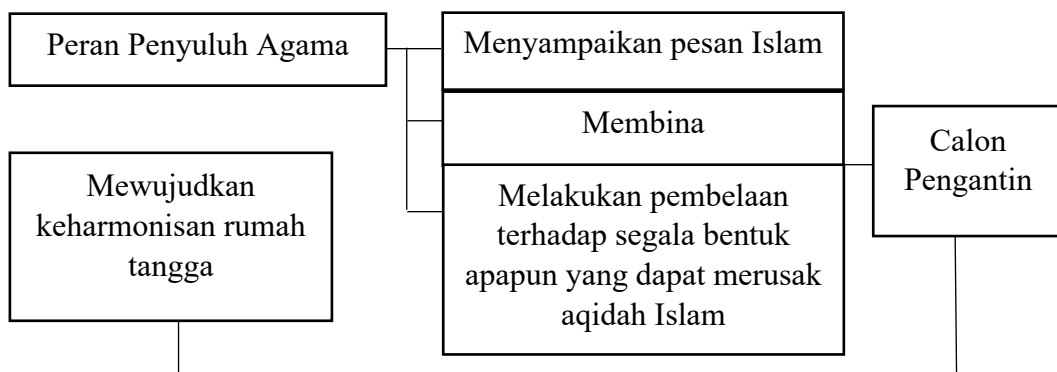 Peran Penyuluh Agama
Menyampaikan pesan Islam
Membina
Melakukan pembelaan
terhadap segala bentuk
apapun yang dapat merusak
aqidah Islam
Calon
Pengantin
Mewujudkan
keharmonisan rumah
tangga